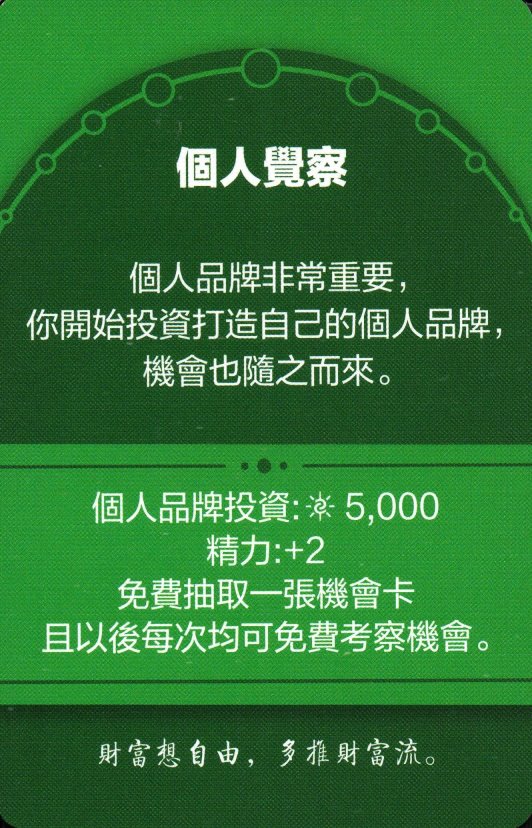 個人覺察
個人品牌非常重要，
你開始投資打造自己的個人品牌，
機會也隨之而來。
個人品牌投資: 5,000
精力:+2
免費抽取一張機會卡
且以後每次均可免費考察機會。
財富想自由，多推財富流。